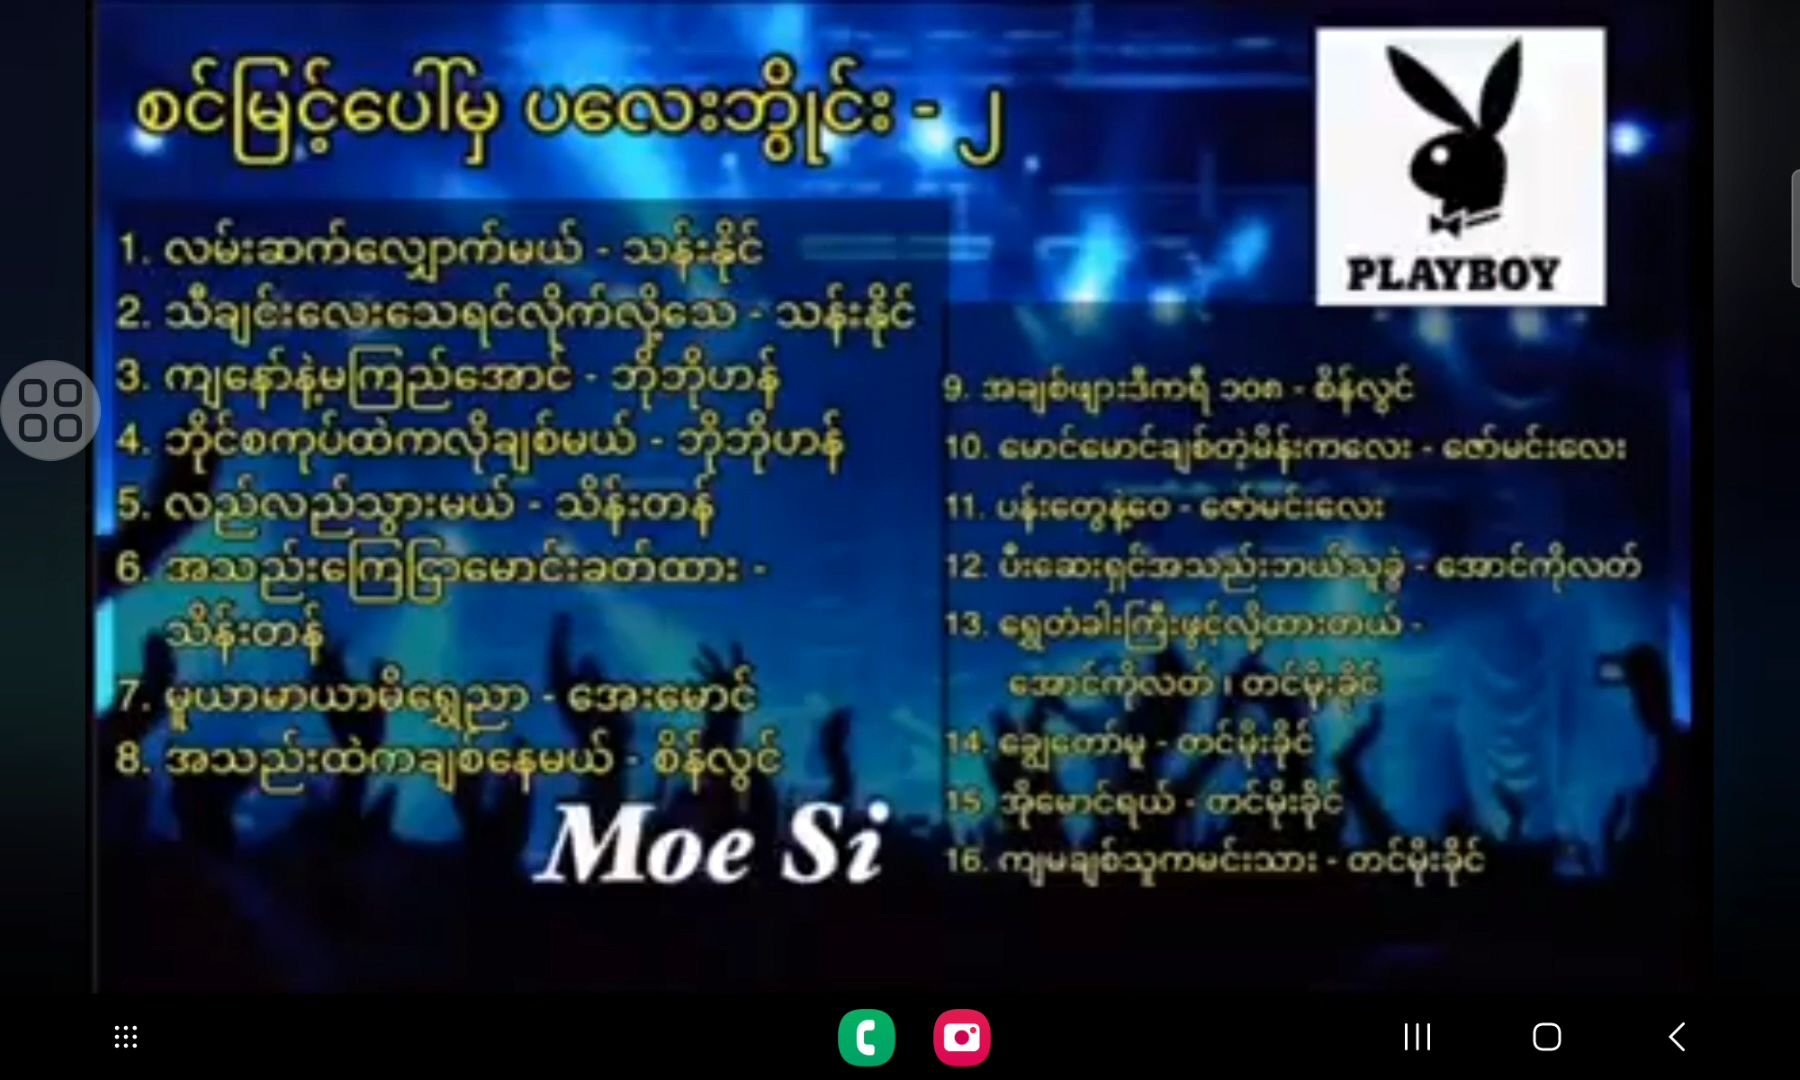 စင်မြင့်ပေါ်မှ ပလေးဘွိုင်း - ၂
PLAYBOY
1. လမ်းဆက်လျှောက်မယ် - သန်းနိုင်
2. သီချင်းလေးသေရင်လိုက်လို့သေ - သန်းနိုင်
3. ကျနော်နဲ့မကြည်အောင် - ဘိုဘိုဟန်
4. ဘိုင်စကုပ်ထဲကလိုချစ်မယ် - ဘိုဘိုဟန်
5. လည်လည်သွားမယ် - သိန်းတန်
6. အသည်းကြေငြာမောင်းခတ်ထား -
သိန်းတန်
7. မူယာမာယာမိရွှေညာ - အေးမောင်
8. အသည်းထဲကချစ်နေမယ် - စိန်လွင်
9. အချစ်ဖျားဒီကရီ ၁၀၈ - စိန်လွင်
10. မောင်မောင်ချစ်တဲ့မိန်းကလေး - ဇော်မင်းလေး
11. ပန်းတွေနဲ့ဝေ - ဇော်မင်းလေး
12. ပီးဆေးရှင်အသည်းဘယ်သူခွဲ - အောင်ကိုလတ်
13. ရွှေတံခါးကြီးဖွင့်လို့ထားတယ် -
အောင်ကိုလတ် ၊ တင်မိုးခိုင်
14. ချွေတော်မူ - တင်မိုးခိုင်
15. အိုမောင်ရယ် - တင်မိုးခိုင်
16. ကျမချစ်သူကမင်းသား - တင်မိုးခိုင်
Moe Si